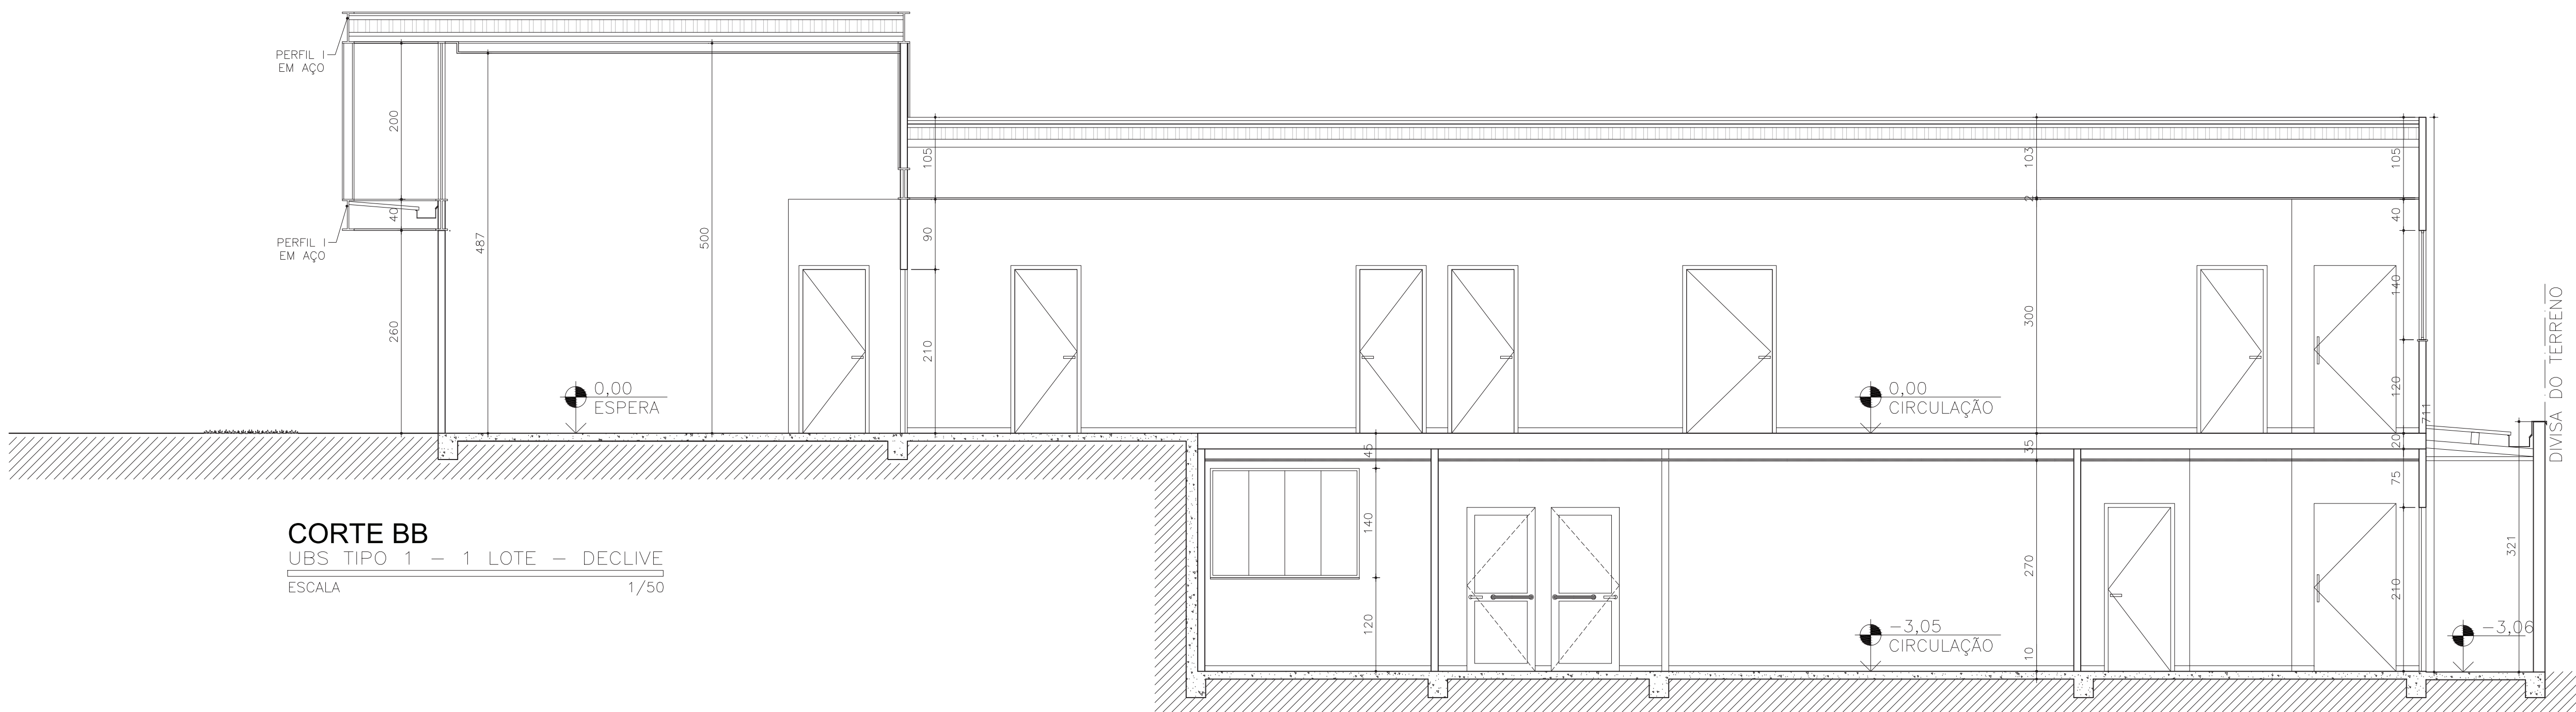 PERFIL I
EM AÇO
200
40
PERFIL I
EM AÇO
260
487
500
105
90
210
0,00
ESPERA
103
2
300
35
270
10
0,00
CIRCULAÇÃO
105
40
140
120
20
75
210
711
321
DIVISA DO TERRENO
45
140
120
-3,05
CIRCULAÇÃO
-3,06
CORTE BB
UBS TIPO 1 - 1 LOTE - DECLIVE
ESCALA 1/50